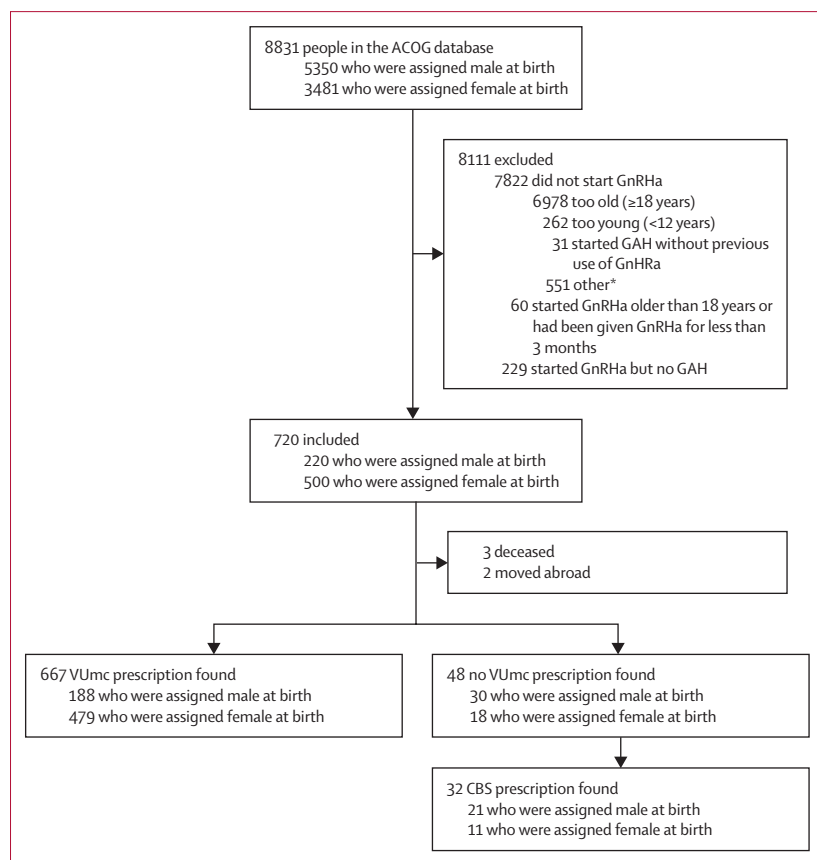 8831 people in the ACOG database
5350 who were assigned male at birth
3481 who were assigned female at birth
8111 excluded
7822 did not start GnRHa
6978 too old (≥18 years)
262 too young (<12 years)
31 started GAH without previous
use of GnHRa
551 other*
60 started GnRHa older than 18 years or
had been given GnRHa for less than
3 months
229 started GnRHa but no GAH
720 included
220 who were assigned male at birth
500 who were assigned female at birth
3 deceased
2 moved abroad
667 VUmc prescription found
188 who were assigned male at birth
479 who were assigned female at birth
48 no VUmc prescription found
30 who were assigned male at birth
18 who were assigned female at birth
32 CBS prescription found
21 who were assigned male at birth
11 who were assigned female at birth